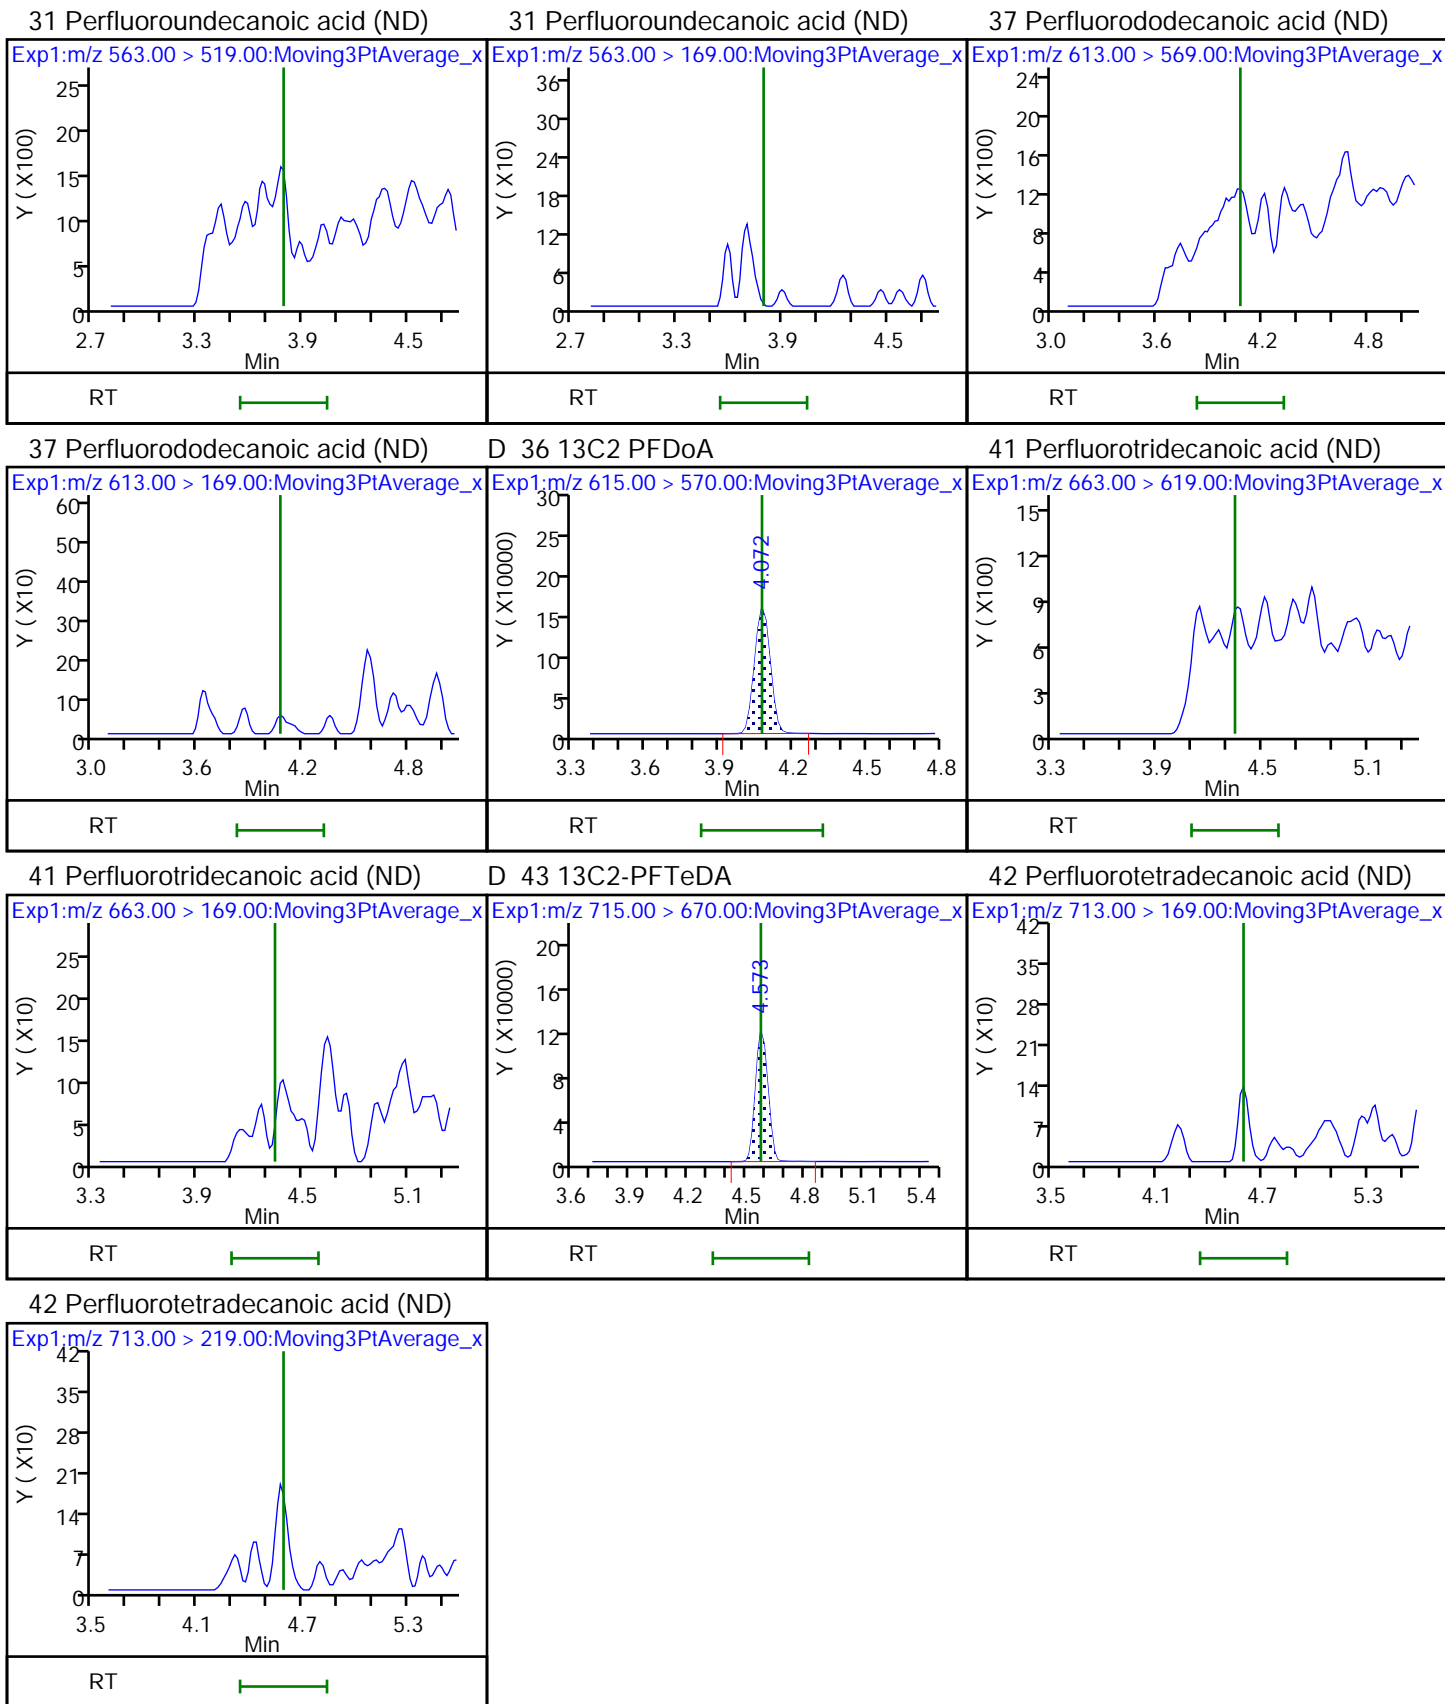 31 Perfluoroundecanoic acid (ND)
Exp1:m/z 563.00 > 519.00:Moving3PtAverage_x
Y ( X100)
25
20
15
10
5
0
2.7 3.3 3.9 4.5
Min
RT
31 Perfluoroundecanoic acid (ND)
Exp1:m/z 563.00 > 169.00:Moving3PtAverage_x
Y ( X10)
36
30
24
18
12
6
0
2.7 3.3 3.9 4.5
Min
RT
37 Perfluorododecanoic acid (ND)
Exp1:m/z 613.00 > 569.00:Moving3PtAverage_x
Y ( X100)
24
20
16
12
8
4
0
3.0 3.6 4.2 4.8
Min
RT
37 Perfluorododecanoic acid (ND)
Exp1:m/z 613.00 > 169.00:Moving3PtAverage_x
Y ( X10)
60
50
40
30
20
10
0
3.0 3.6 4.2 4.8
Min
RT
D 36 13C2 PFDoA
Exp1:m/z 615.00 > 570.00:Moving3PtAverage_x
Y ( X10000)
30
25
20
15
10
5
0
4.072
3.3 3.6 3.9 4.2 4.5 4.8
Min
RT
41 Perfluorotridecanoic acid (ND)
Exp1:m/z 663.00 > 619.00:Moving3PtAverage_x
Y ( X100)
15
12
9
6
3
0
3.3 3.9 4.5 5.1
Min
RT
41 Perfluorotridecanoic acid (ND)
Exp1:m/z 663.00 > 169.00:Moving3PtAverage_x
Y ( X10)
25
20
15
10
5
0
3.3 3.9 4.5 5.1
Min
RT
D 43 13C2-PFTeDA
Exp1:m/z 715.00 > 670.00:Moving3PtAverage_x
Y ( X10000)
20
16
12
8
4
0
4.573
3.6 3.9 4.2 4.5 4.8 5.1 5.4
Min
RT
42 Perfluorotetradecanoic acid (ND)
Exp1:m/z 713.00 > 169.00:Moving3PtAverage_x
Y ( X10)
42
35
28
21
14
7
0
3.5 4.1 4.7 5.3
Min
RT
42 Perfluorotetradecanoic acid (ND)
Exp1:m/z 713.00 > 219.00:Moving3PtAverage_x
Y ( X10)
42
35
28
21
14
7
0
3.5 4.1 4.7 5.3
Min
RT